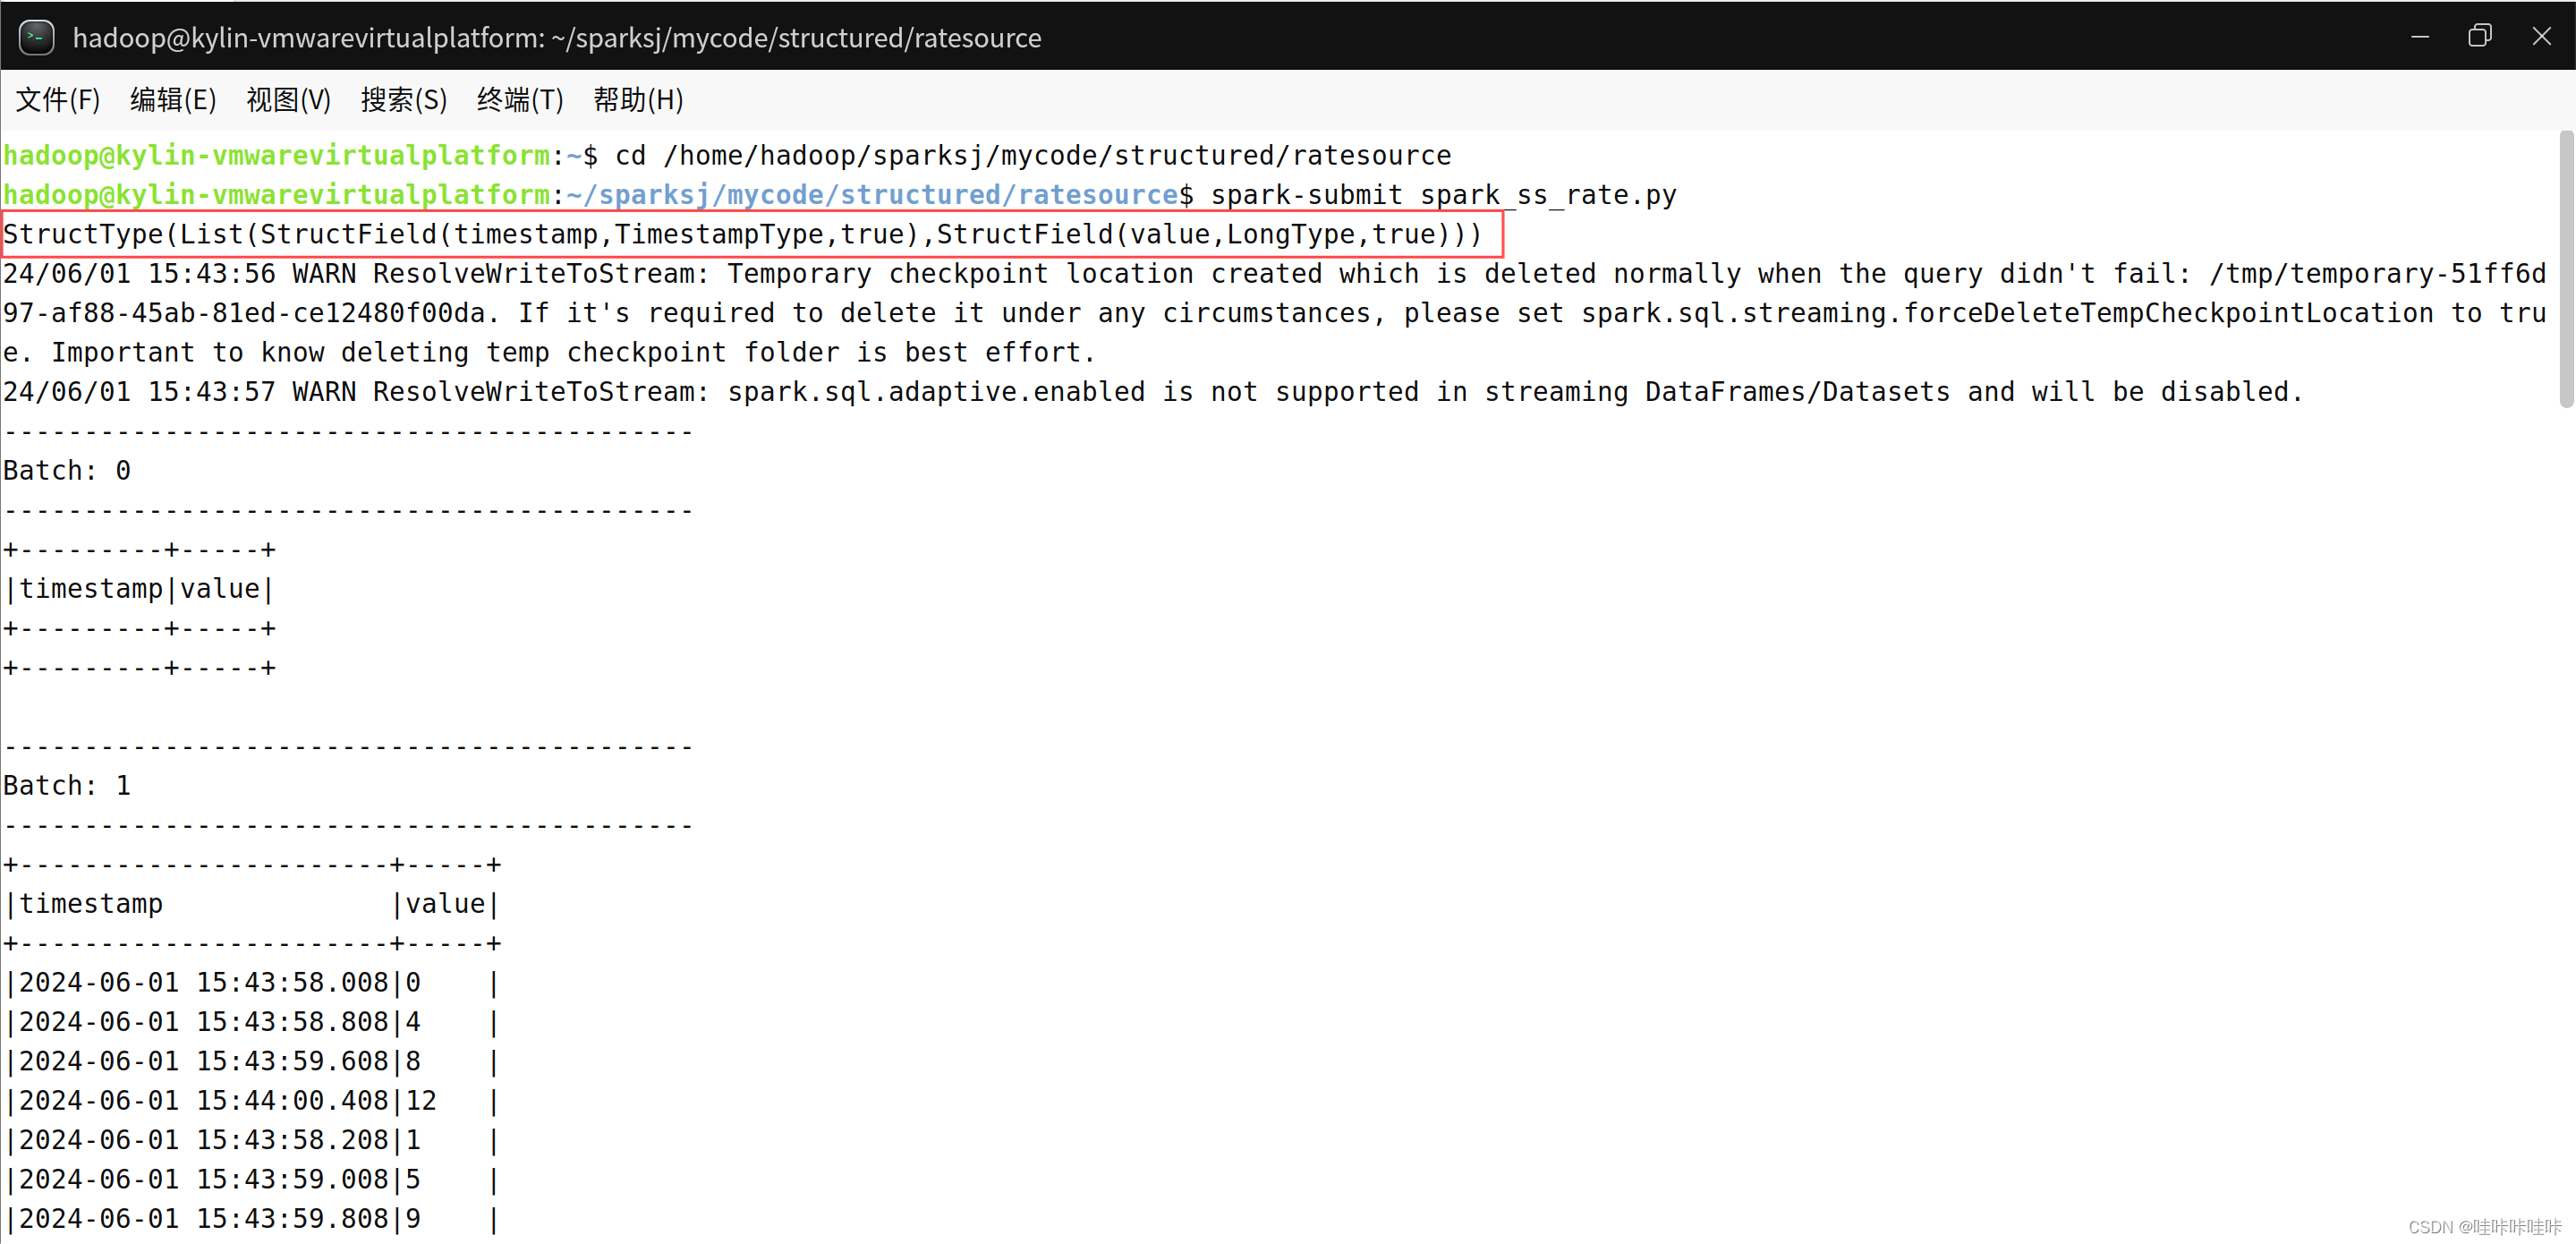 hadoop@kylin-vmwarevirtualplatform: ~/sparksj/mycode/structured/ratesource
文件(F) 编辑(E) 视图(V) 搜索(S) 终端(T) 帮助(H)
hadoop@kylin-vmwarevirtualplatform:~$ cd /home/hadoop/sparksj/mycode/structured/ratesource
hadoop@kylin-vmwarevirtualplatform:~/sparksj/mycode/structured/ratesource$ spark-submit spark_ss_rate.py
StructType(List(StructField(timestamp,TimestampType,true),StructField(value,LongType,true)))
24/06/01 15:43:56 WARN ResolveWriteToStream: Temporary checkpoint location created which is deleted normally when the query didn't fail: /tmp/temporary-51ff6d
97-af88-45ab-81ed-ce12480f00da. If it's required to delete it under any circumstances, please set spark.sql.streaming.forceDeleteTempCheckpointLocation to tru
e. Important to know deleting temp checkpoint folder is best effort.
24/06/01 15:43:57 WARN ResolveWriteToStream: spark.sql.adaptive.enabled is not supported in streaming DataFrames/Datasets and will be disabled.
-------------------------------------------
Batch: 0
-------------------------------------------
+---------+-----+
|timestamp|value|
+---------+-----+
+---------+-----+
-------------------------------------------
Batch: 1
-------------------------------------------
+-----------------------+-----+
|timestamp              |value|
+-----------------------+-----+
|2024-06-01 15:43:58.008|0    |
|2024-06-01 15:43:58.808|4    |
|2024-06-01 15:43:59.608|8    |
|2024-06-01 15:44:00.408|12   |
|2024-06-01 15:43:58.208|1    |
|2024-06-01 15:43:59.008|5    |
|2024-06-01 15:43:59.808|9    |
CSDN @哇咔咔哇咔